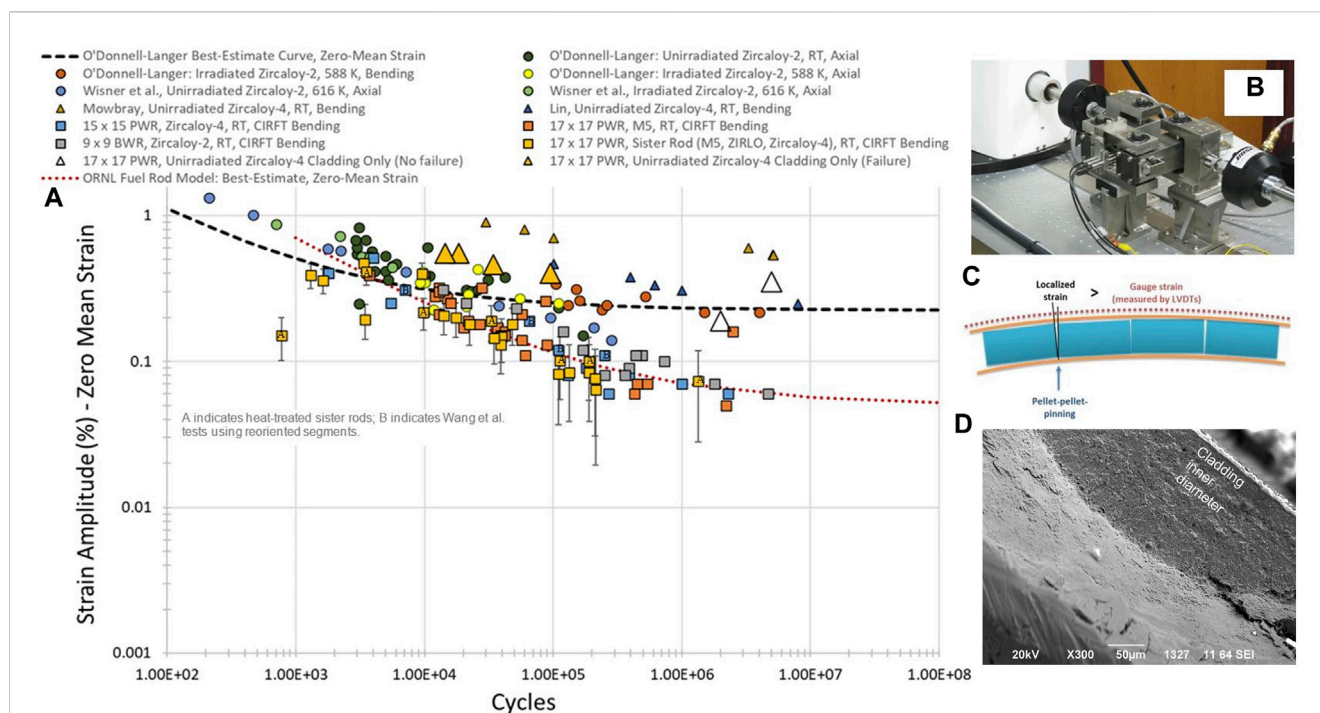 O'Donnell-Langer Best-Estimate Curve, Zero-Mean Strain
O'Donnell-Langer: Unirradiated Zircaloy-2, RT, Axial
O'Donnell-Langer: Irradiated Zircaloy-2, 588 K, Bending
O'Donnell-Langer: Irradiated Zircaloy-2, 588 K, Axial
Wisner et al., Unirradiated Zircaloy-2, 616 K, Axial
Wisner et al., Irradiated Zircaloy-2, 616 K, Axial
Mowbray, Unirradiated Zircaloy-4, RT, Bending
Lin, Unirradiated Zircaloy-4, RT, Bending
15 x 15 PWR, Zircaloy-4, RT, CIRFT Bending
17 x 17 PWR, M5, RT, CIRFT Bending
9 x 9 BWR, Zircaloy-2, RT, CIRFT Bending
17 x 17 PWR, Sister Rod (M5, ZIRLO, Zircaloy-4), RT, CIRFT Bending
17 x 17 PWR, Unirradiated Zircaloy-4 Cladding Only (No failure)
17 x 17 PWR, Unirradiated Zircaloy-4 Cladding Only (Failure)
ORNL Fuel Rod Model: Best-Estimate, Zero-Mean Strain
A
Strain Amplitude (%) - Zero Mean Strain
1
0.1
0.01
0.001
A
A
A
A
A
A
A
B
B
B
B
A indicates heat-treated sister rods; B indicates Wang et al.
tests using reoriented segments.
1.00E+02
1.00E+03
1.00E+04
1.00E+05
1.00E+06
1.00E+07
1.00E+08
Cycles
B
C
Localized
strain
>
Gauge strain
(measured by LVDTs)
Pellet-pellet-
pinning
D
Cladding
inner
diameter
20kV X300 50µm 1327 11 64 SEI